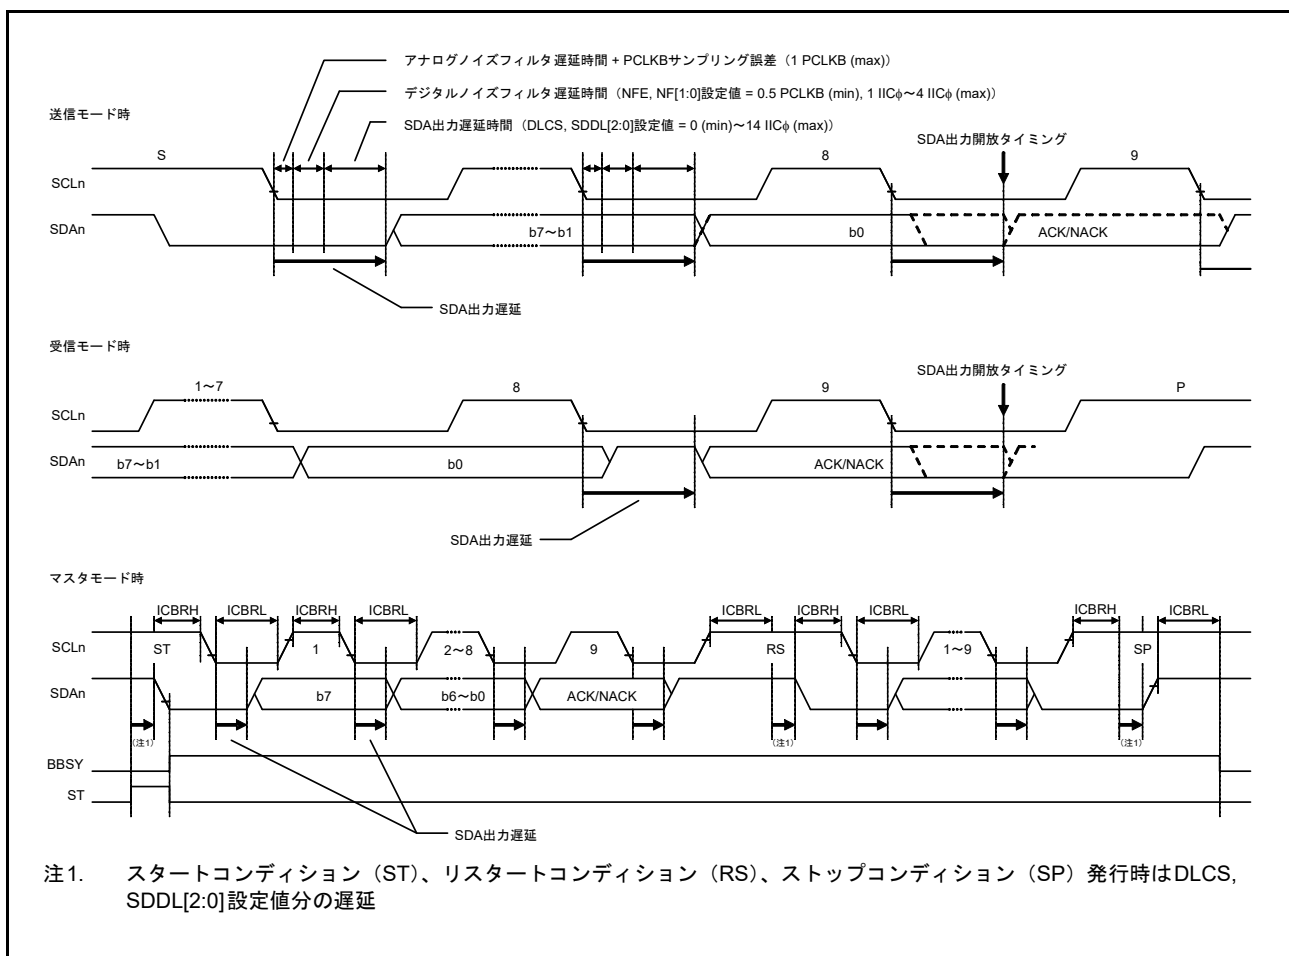 アナログノイズフィルタ遅延時間 + PCLKBサンプリング誤差（1 PCLKB (max)）
デジタルノイズフィルタ遅延時間（NFE, NF[1:0]設定値 = 0.5 PCLKB (min), 1 IICφ～4 IICφ (max)）
送信モード時
SDA出力遅延時間（DLCS, SDDL[2:0]設定値 = 0 (min)～14 IICφ (max)）
SDA出力開放タイミング
S 8 9
SCLn
SDAn
b7～b1 b0 ACK/NACK
SDA出力遅延
受信モード時
SDA出力開放タイミング
1～7 8 9 P
SCLn
SDAn
b7～b1 b0 ACK/NACK
SDA出力遅延
マスタモード時
ICBRH ICBRL ICBRH ICBRL ICBRL ICBRH ICBRL ICBRH ICBRL
SCLn
ST 1 2～8 9 RS 1～9 SP
SDAn
b7 b6～b0 ACK/NACK
（注1） （注1） （注1）
BBSY
ST
SDA出力遅延
注1. スタートコンディション（ST）、リスタートコンディション（RS）、ストップコンディション（SP）発行時はDLCS,
SDDL[2:0]設定値分の遅延